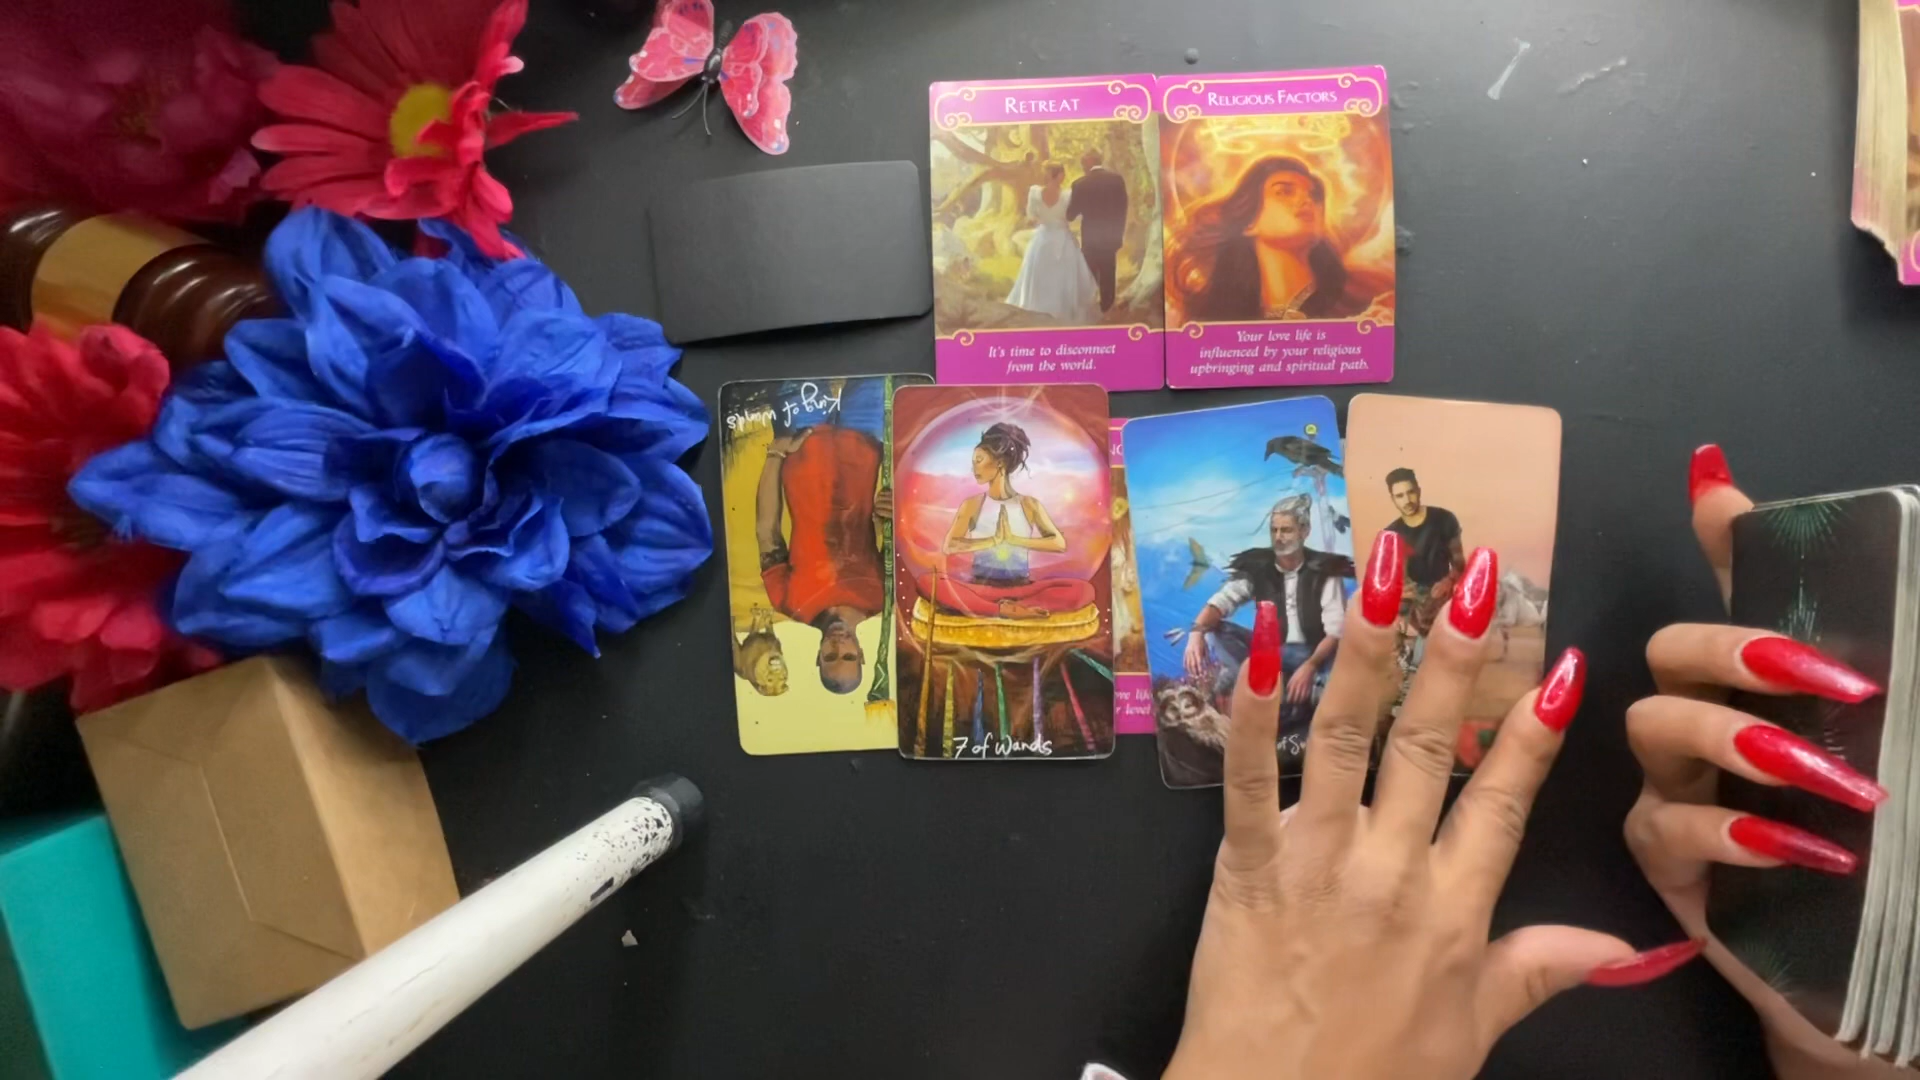 RETREAT
RELIGIOUS FACTORS
It's time to disconnect
from the world.
Your love life is
influenced by your religious
upbringing and spiritual path.
King of Wands
7 of Wands
of